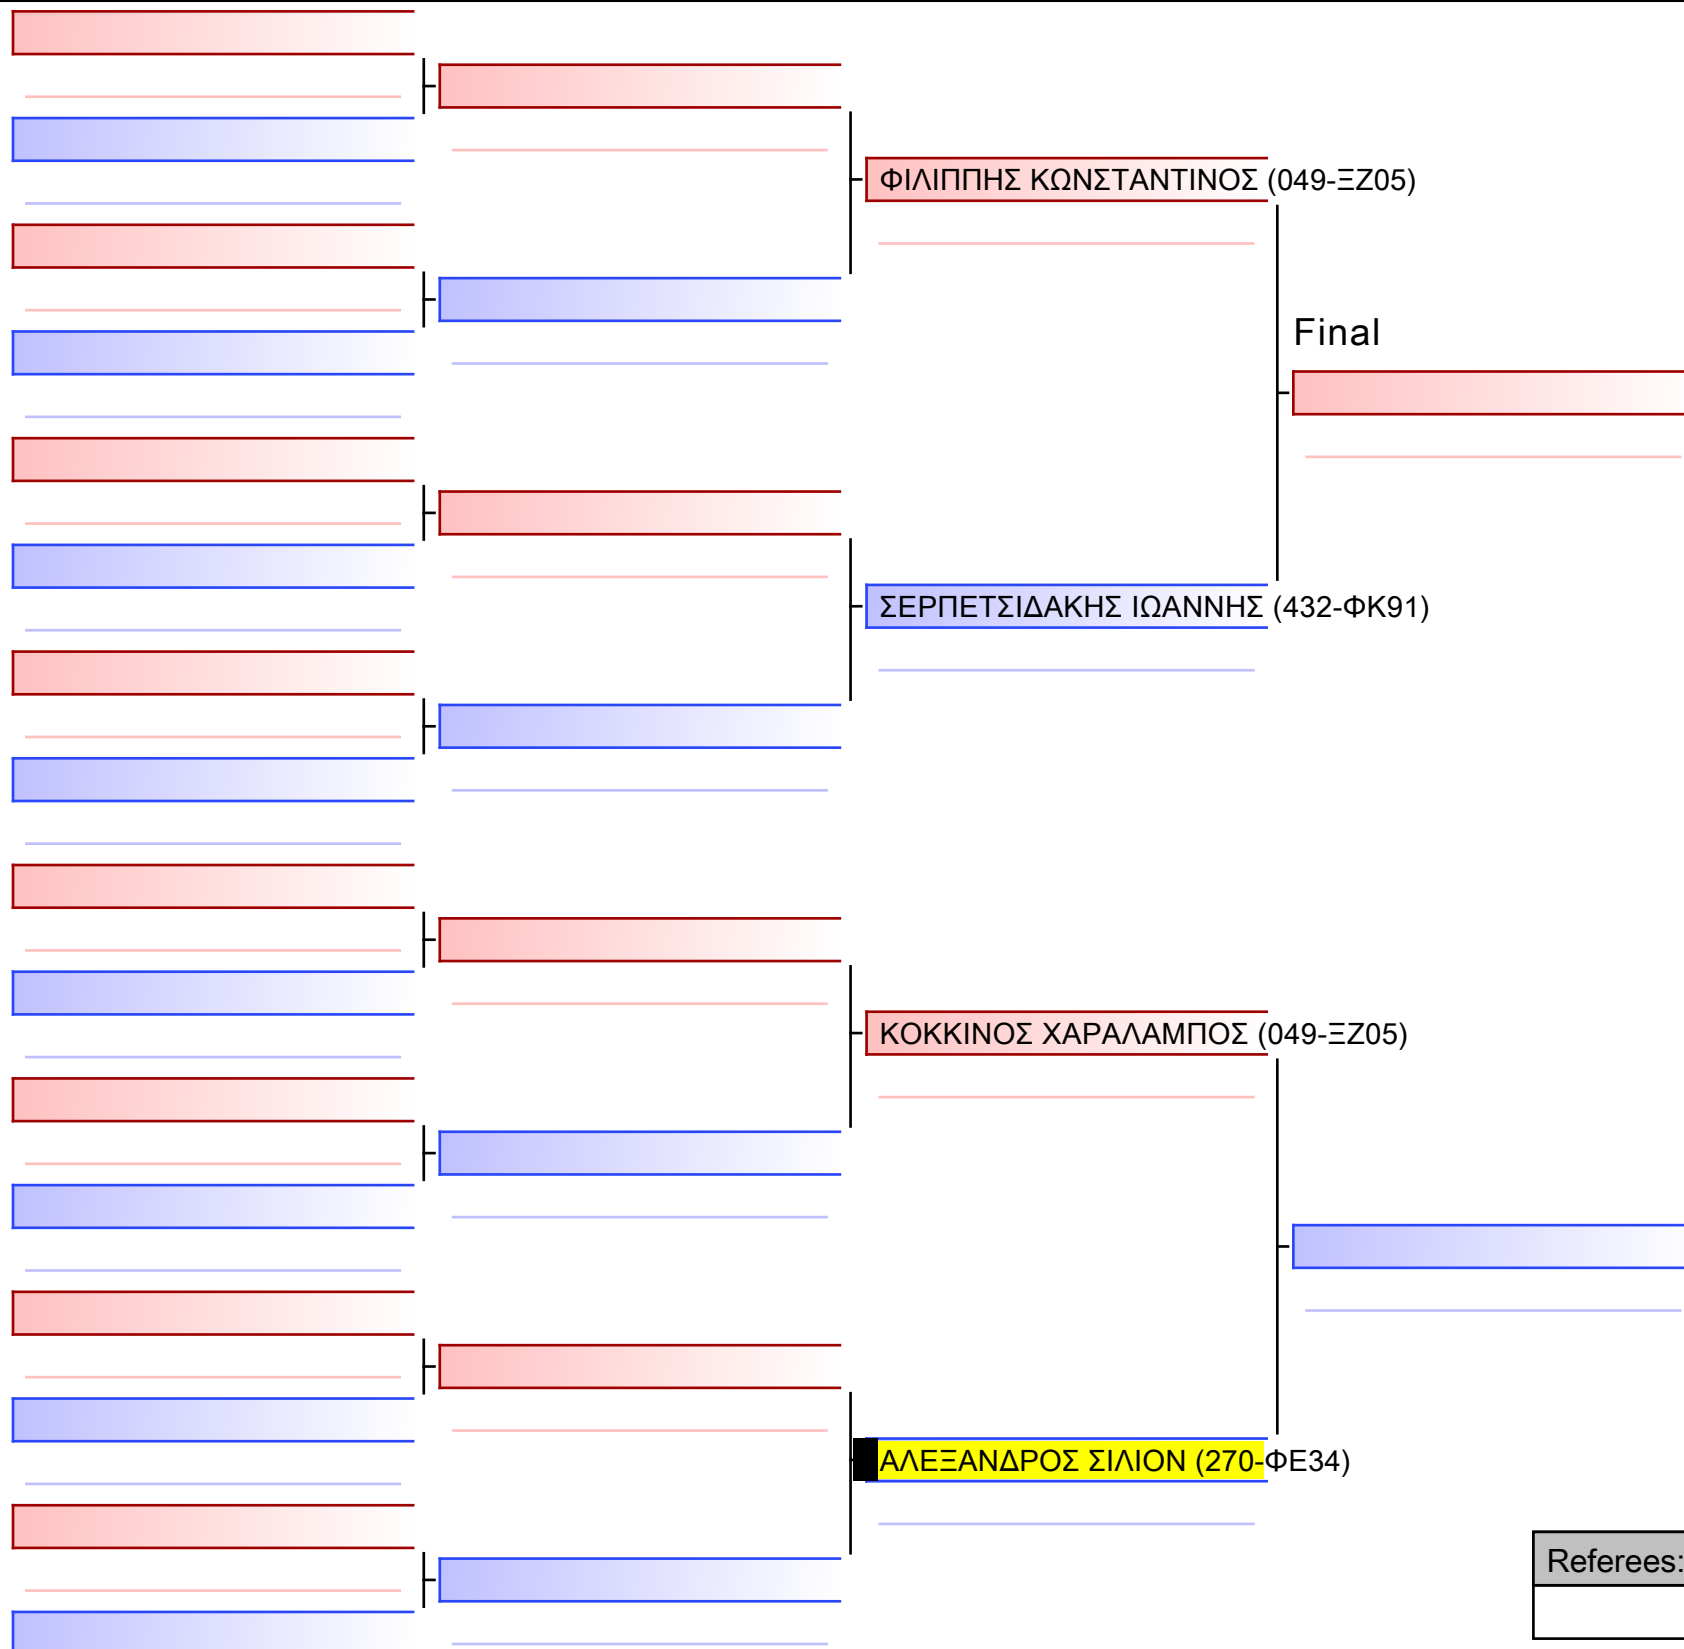 ΦΙΛΙΠΠΗΣ ΚΩΝΣΤΑΝΤΙΝΟΣ (049-ΞΖ05)
Final
ΣΕΡΠΕΤΣΙΔΑΚΗΣ ΙΩΑΝΝΗΣ (432-ΦΚ91)
ΚΟΚΚΙΝΟΣ ΧΑΡΑΛΑΜΠΟΣ (049-ΞΖ05)
ΑΛΕΞΑΝΔΡΟΣ ΣΙΛΙΟΝ (270-ΦΕ34)
Referees: